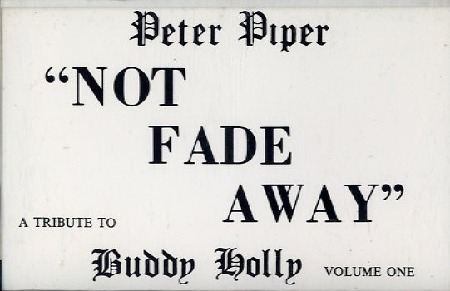 Peter Piper
“NOT
FADE
AWAY”
A TRIBUTE TO
Buddy Holly VOLUME ONE